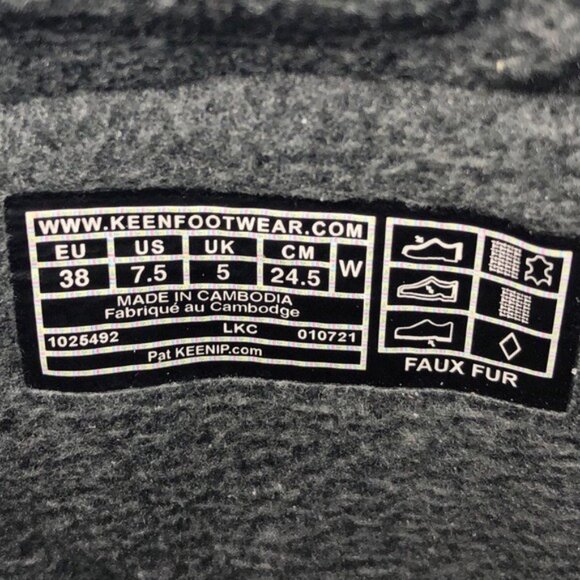 WWW.KEENFOOTWEAR.COM
EU US UK CM W
38 7.5 5 24.5
MADE IN CAMBODIA
Fabriqué au Cambodge
1025492 LKC 010721
Pat KEENIP.com
FAUX FUR